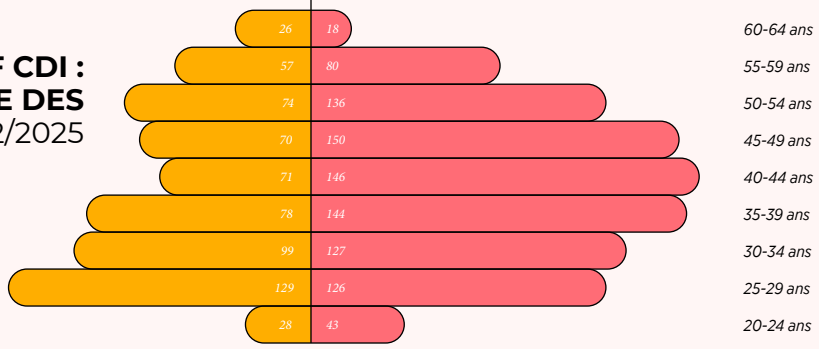 F CDI :
E DES
2/2025
26 18 60-64 ans
57 80 55-59 ans
74 136 50-54 ans
70 150 45-49 ans
71 146 40-44 ans
78 144 35-39 ans
99 127 30-34 ans
129 126 25-29 ans
28 43 20-24 ans